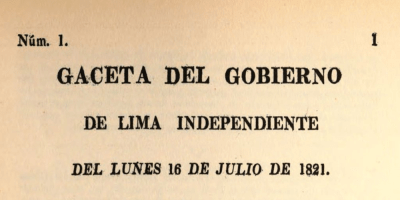 Núm. 1. 1
GACETA DEL GOBIERNO
DE LIMA INDEPENDIENTE
DEL LUNES 16 DE JULIO DE 1821.